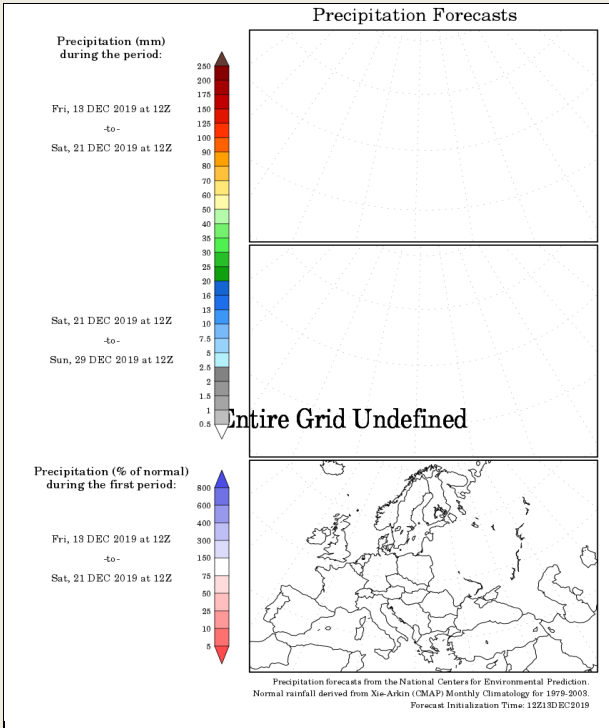 Precipitation Forecasts
Precipitation (mm)
during the period:
Fri, 13 DEC 2019 at 12Z
-to-
Sat, 21 DEC 2019 at 12Z
250
200
175
150
125
100
90
80
70
60
50
40
35
30
25
20
16
13
10
7.5
5
2.5
2
1.5
1
0.5
Sat, 21 DEC 2019 at 12Z
-to-
Sun, 29 DEC 2019 at 12Z
Entire Grid Undefined
Precipitation (% of normal)
during the first period:
Fri, 13 DEC 2019 at 12Z
-to-
Sat, 21 DEC 2019 at 12Z
800
600
400
300
150
75
50
25
10
5
Precipitation forecasts from the National Centers for Environmental Prediction.
Normal rainfall derived from Xie-Arkin (CMAP) Monthly Climatology for 1979-2003.
Forecast Initialization Time: 12Z13DEC2019